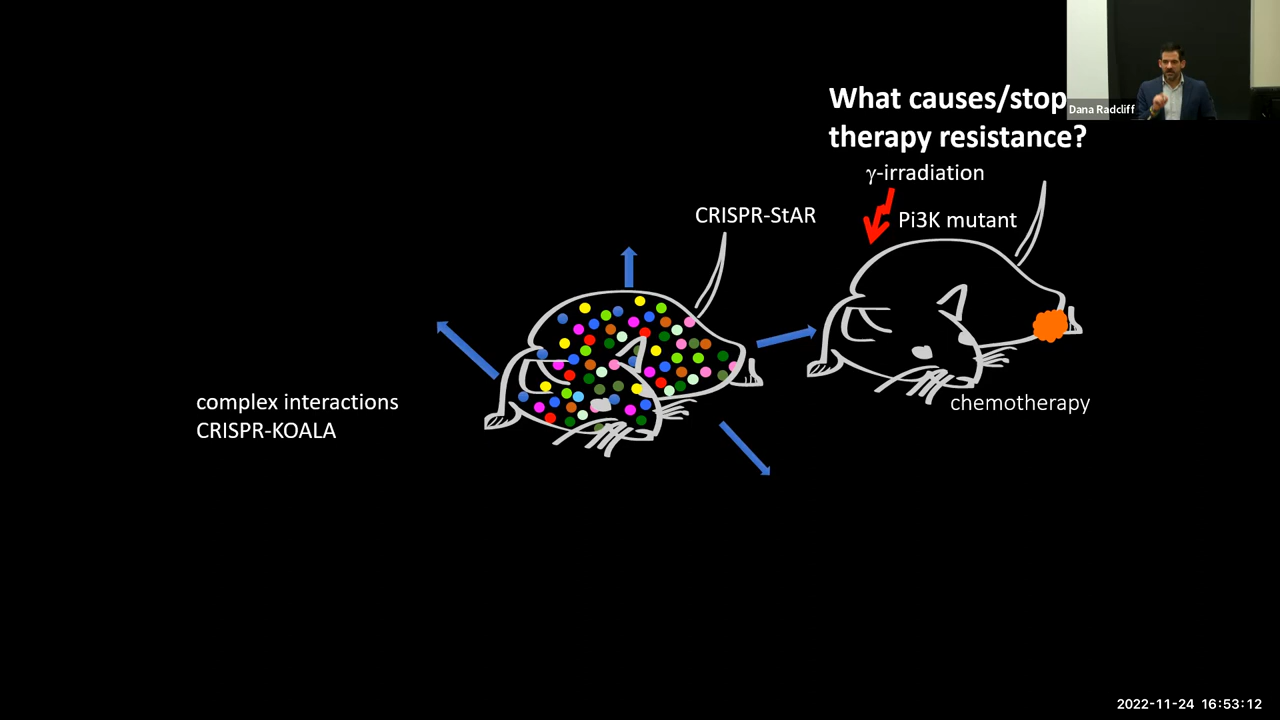 What causes/stop
therapy resistance?
Dana Radcliff
γ-irradiation
Pi3K mutant
CRISPR-StAR
complex interactions
CRISPR-KOALA
chemotherapy
2022-11-24 16:53:12